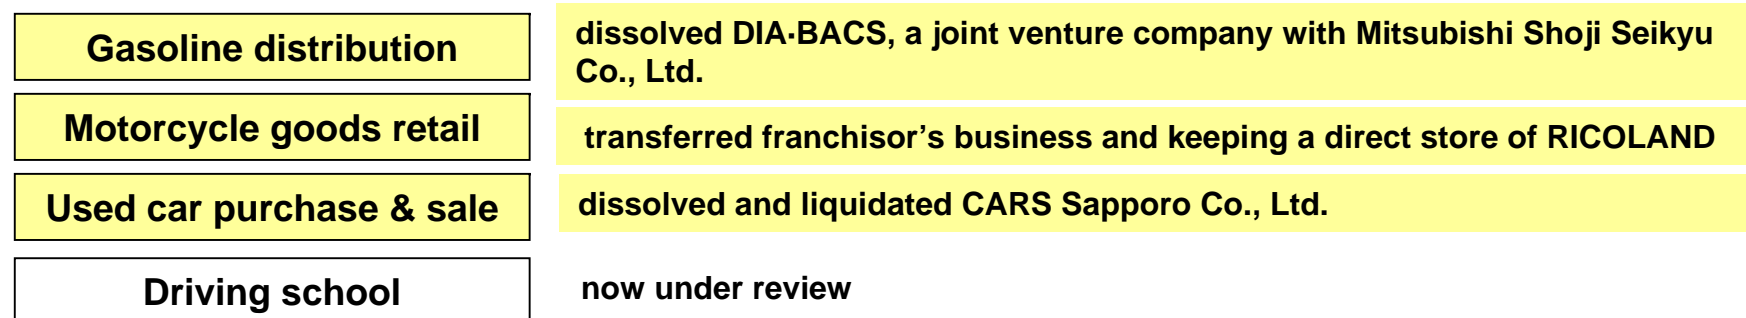 Gasoline distribution
dissolved DIA·BACS, a joint venture company with Mitsubishi Shoji Seikyu
Co., Ltd.
Motorcycle goods retail
transferred franchisor’s business and keeping a direct store of RICOLAND
Used car purchase & sale
dissolved and liquidated CARS Sapporo Co., Ltd.
Driving school
now under review